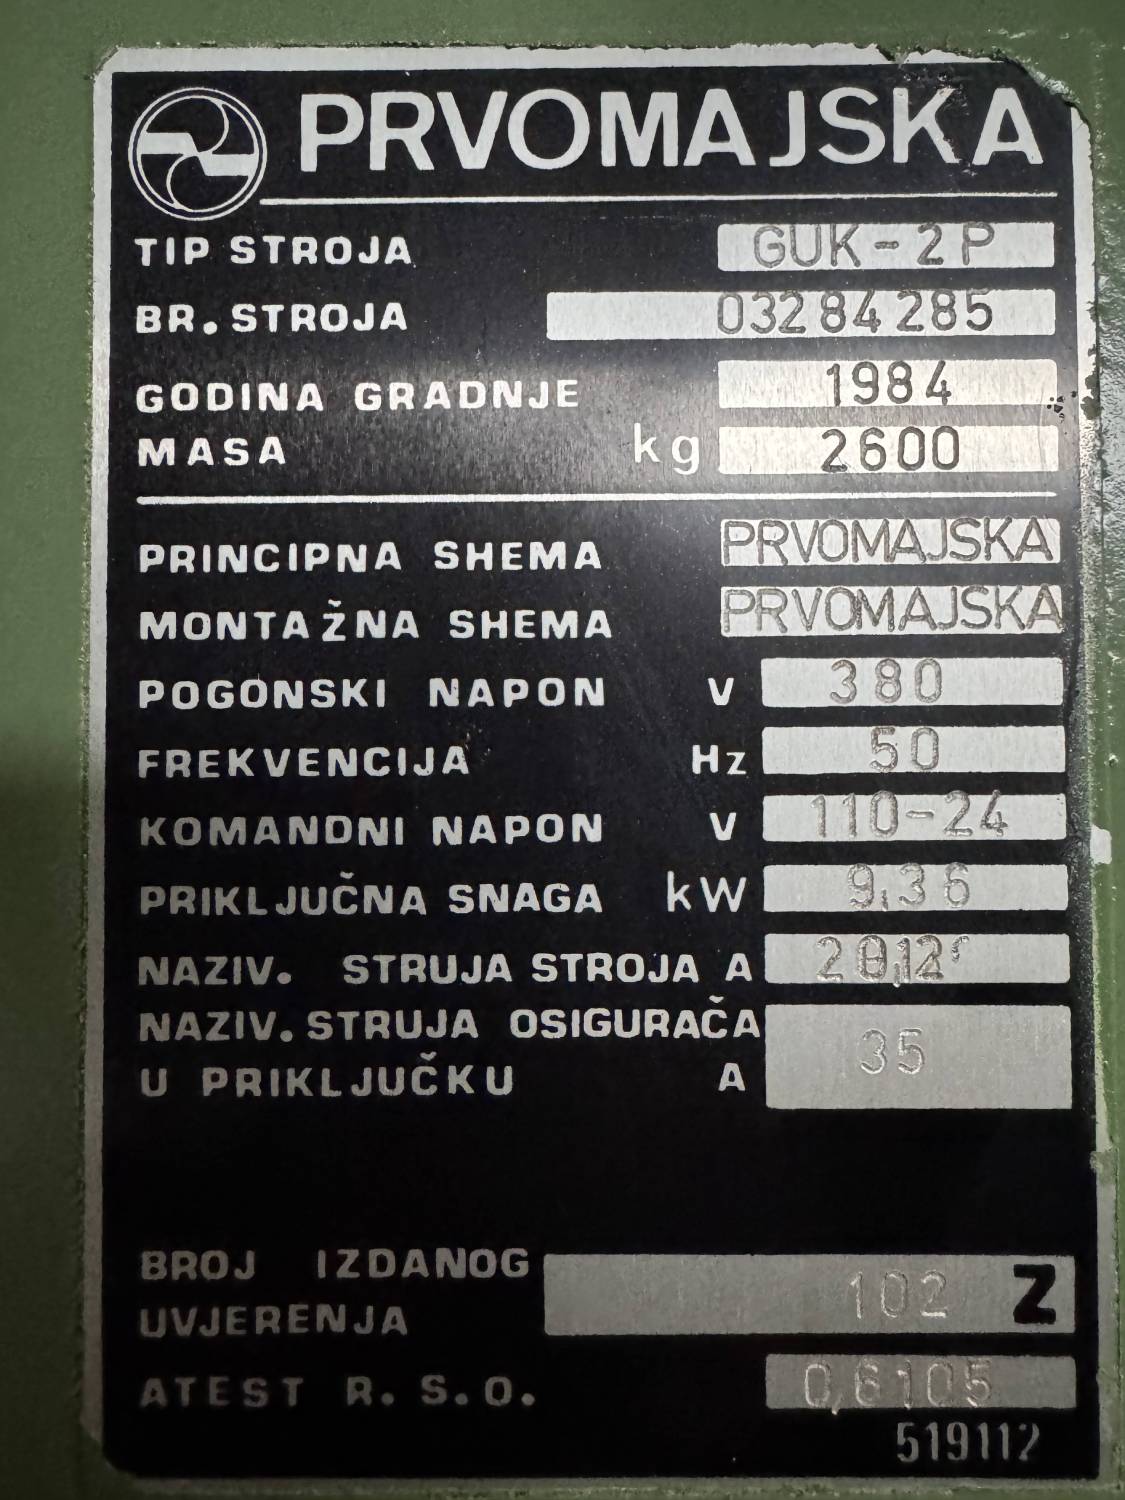 PRVOMAJSKA
TIP STROJA GUK-2P
BR. STROJA 03284285
GODINA GRADNJE 1984
MASA kg 2600
PRINCIPNA SHEMA PRVOMAJSKA
MONTAŽNA SHEMA PRVOMAJSKA
POGONSKI NAPON V 380
FREKVENCIJA Hz 50
KOMANDNI NAPON V 110-24
PRIKLJUČNA SNAGA kW 9,36
NAZIV. STRUJA STROJA A
NAZIV. STRUJA OSIGURAČA
U PRIKLJUČKU A 35
BROJ IZDANOG
UVJERENJA 102 Z
ATEST R. S. O. 0,6105
519112